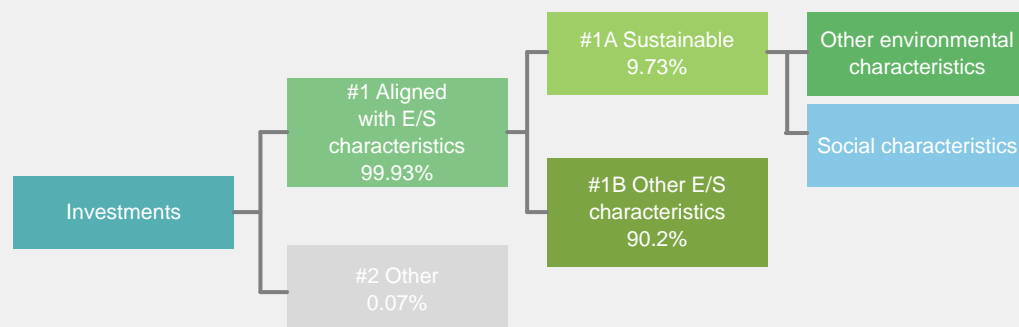 Investments
#1 Aligned
with E/S
characteristics
99.93%
#2 Other
0.07%
#1A Sustainable
9.73%
#1B Other E/S
characteristics
90.2%
Other environmental
characteristics
Social characteristics